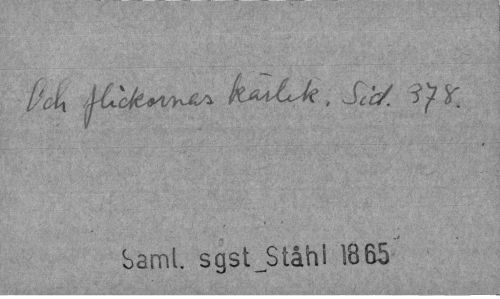 Och flickornas kärlek. Sid. 378.
Saml. sgst_Ståhl 1865